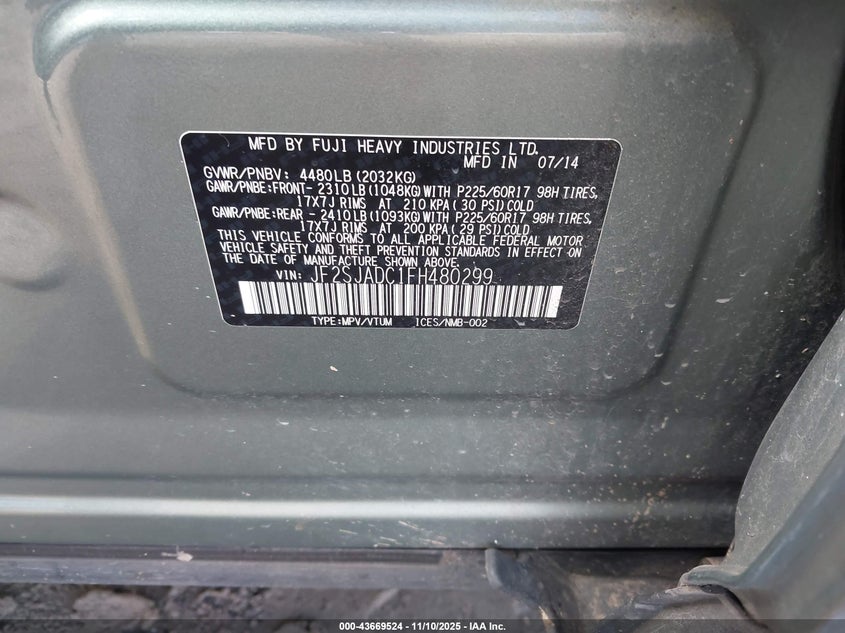 MFD BY FUJI HEAVY INDUSTRIES LTD.
MFD IN 07/14
GVWR/PNBV: 4480LB(2032KG)
GAWR/PNBE:FRONT- 2310LB(1048KG)WITH P225/60R17 98H TIRES,
17X7J RIMS AT 210 KPA( 30 PSI)COLD
GAWR/PNBE:REAR - 2410LB(1093KG)WITH P225/60R17 98H TIRES,
17X7J RIMS AT 200 KPA( 29 PSI)COLD
THIS VEHICLE CONFORMS TO ALL APPLICABLE FEDERAL MOTOR
VEHICLE SAFETY AND THEFT PREVENTION STANDARDS IN EFFECT ON
THE DATE OF MANUFACTURE SHOWN ABOVE.
VIN: JF2SJADC1FH480299
TYPE:MPV/VTUM ICES/NMB-002
000-43669524 — 11/10/2025 — IAA Inc.